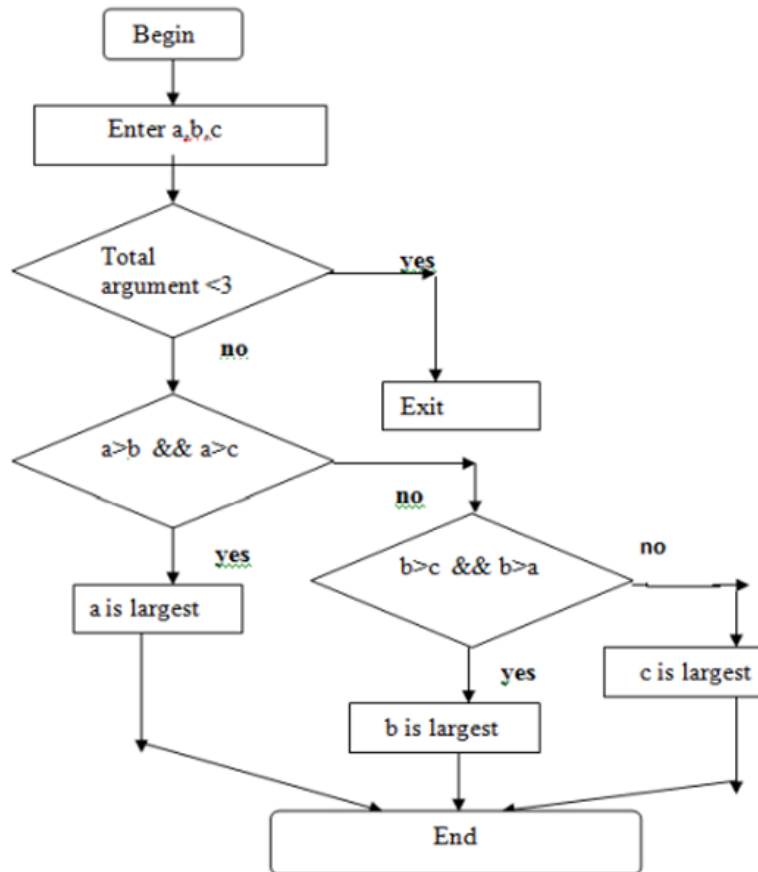 Begin
Enter a,b,c
Total
argument <3
yes
no
Exit
a>b && a>c
no
yes
b>c && b>a
no
a is largest
yes
c is largest
b is largest
End